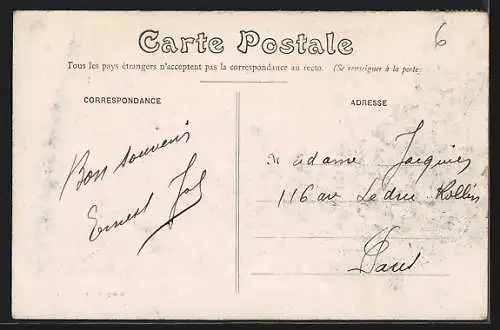 6
Carte Postale
Tous les pays étrangers n'acceptent pas la correspondance au recto. (Se renseigner à la poste)
CORRESPONDANCE
ADRESSE
Bon souvenir
Ernest
Madame Jacquier
116 av Ledru Rollin
Paris